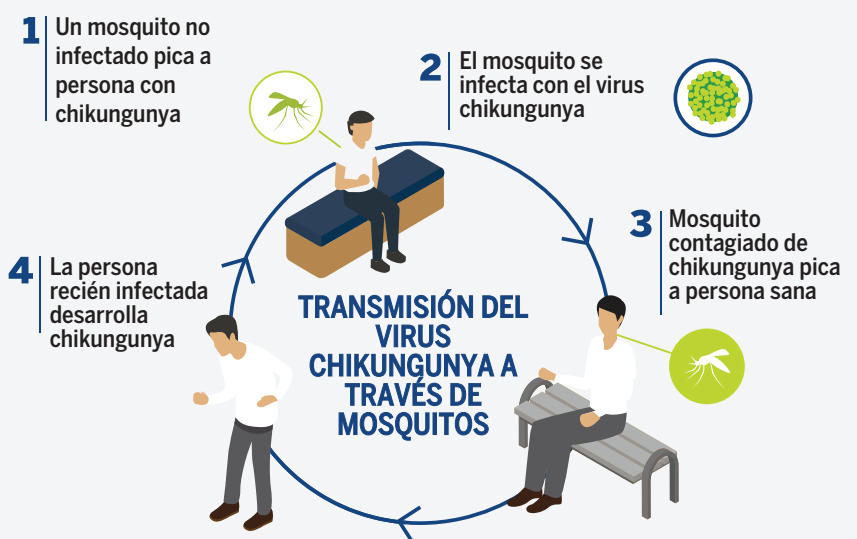 1
Un mosquito no
infectado pica a
persona con
chikungunya
2
El mosquito se
infecta con el virus
chikungunya
3
Mosquito
contagiado de
chikungunya pica
a persona sana
4
La persona
recién infectada
desarrolla
chikungunya
TRANSMISIÓN DEL
VIRUS
CHIKUNGUNYA A
TRAVÉS DE
MOSQUITOS